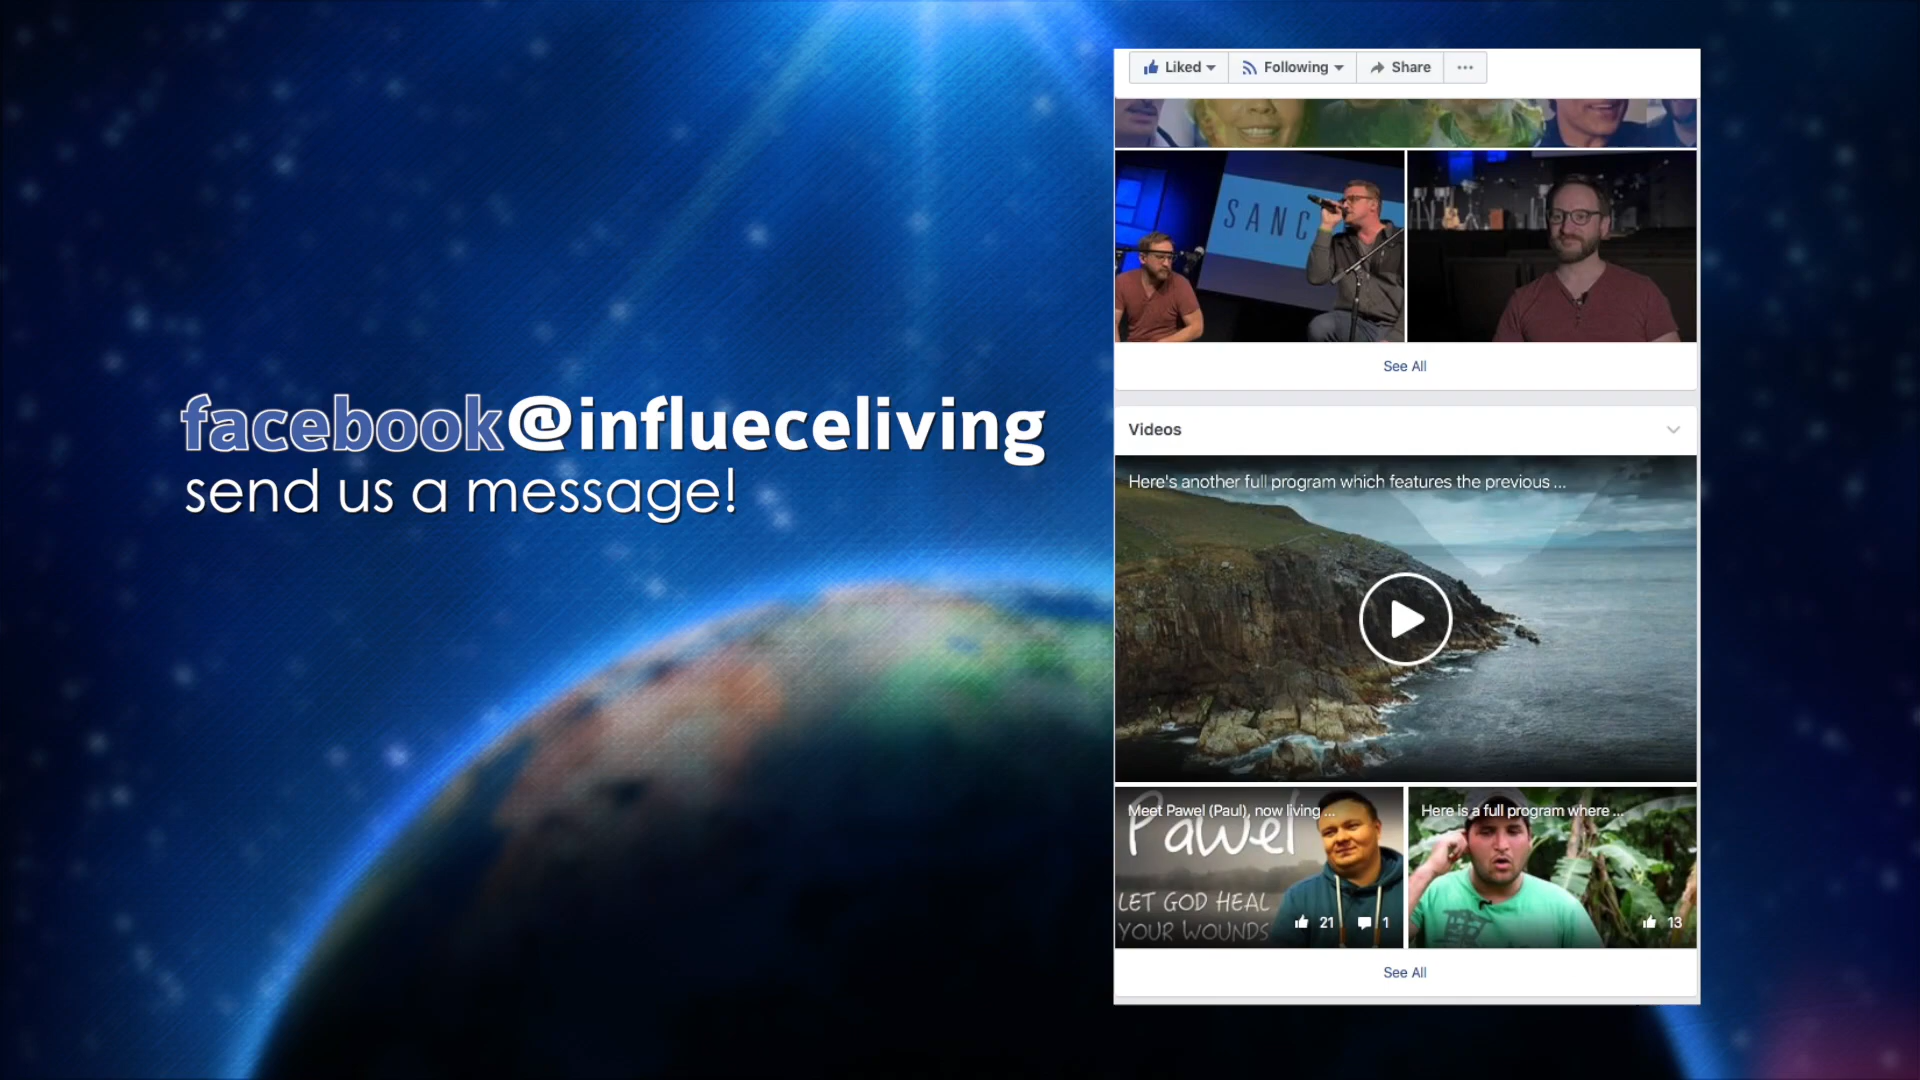 facebook@influeceliving
send us a message!
Liked
Following
Share
SANC
See All
Videos
Here's another full program which features the previous ...
Meet Pawel (Paul), now living ...
Pawel
LET GOD HEAL
YOUR WOUNDS
21
1
Here is a full program where ...
13
See All